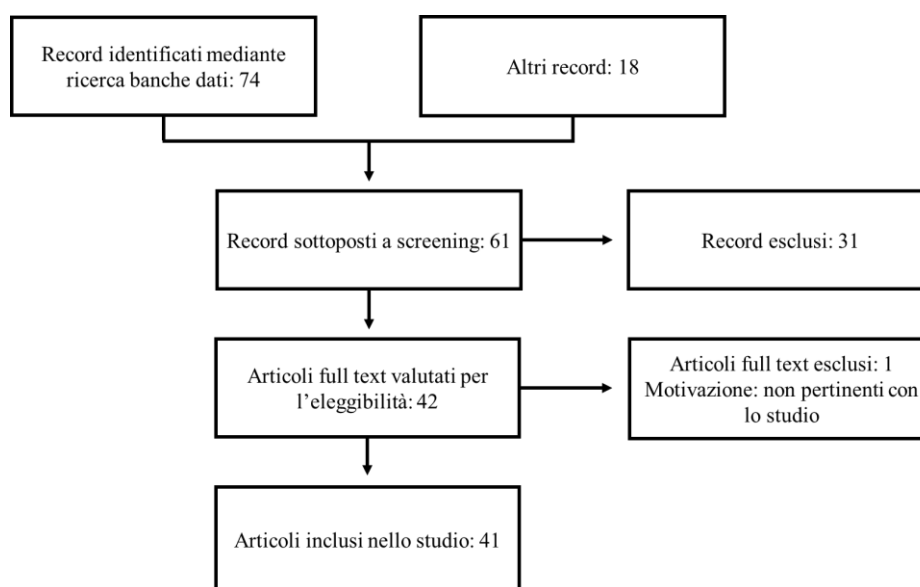 Record identificati mediante
ricerca banche dati: 74
Altri record: 18
Record sottoposti a screening: 61
Record esclusi: 31
Articoli full text valutati per
l’eleggibilità: 42
Articoli full text esclusi: 1
Motivazione: non pertinenti con
lo studio
Articoli inclusi nello studio: 41